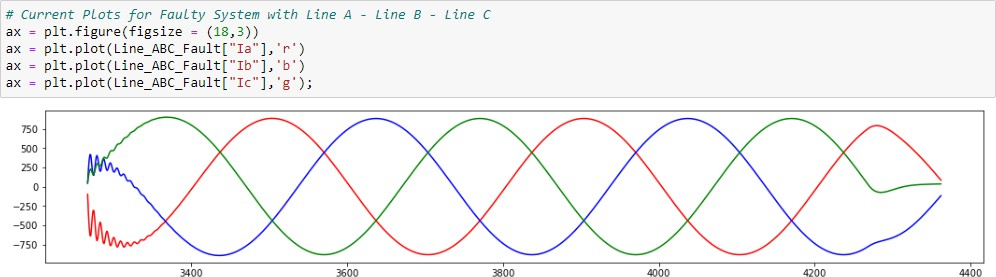 # Current Plots for Faulty System with Line A - Line B - Line C
ax = plt.figure(figsize = (18,3))
ax = plt.plot(Line_ABC_Fault["Ia"],'r')
ax = plt.plot(Line_ABC_Fault["Ib"],'b')
ax = plt.plot(Line_ABC_Fault["Ic"],'g');
750
500
250
0
−250
−500
−750
3400 3600 3800 4000 4200 4400